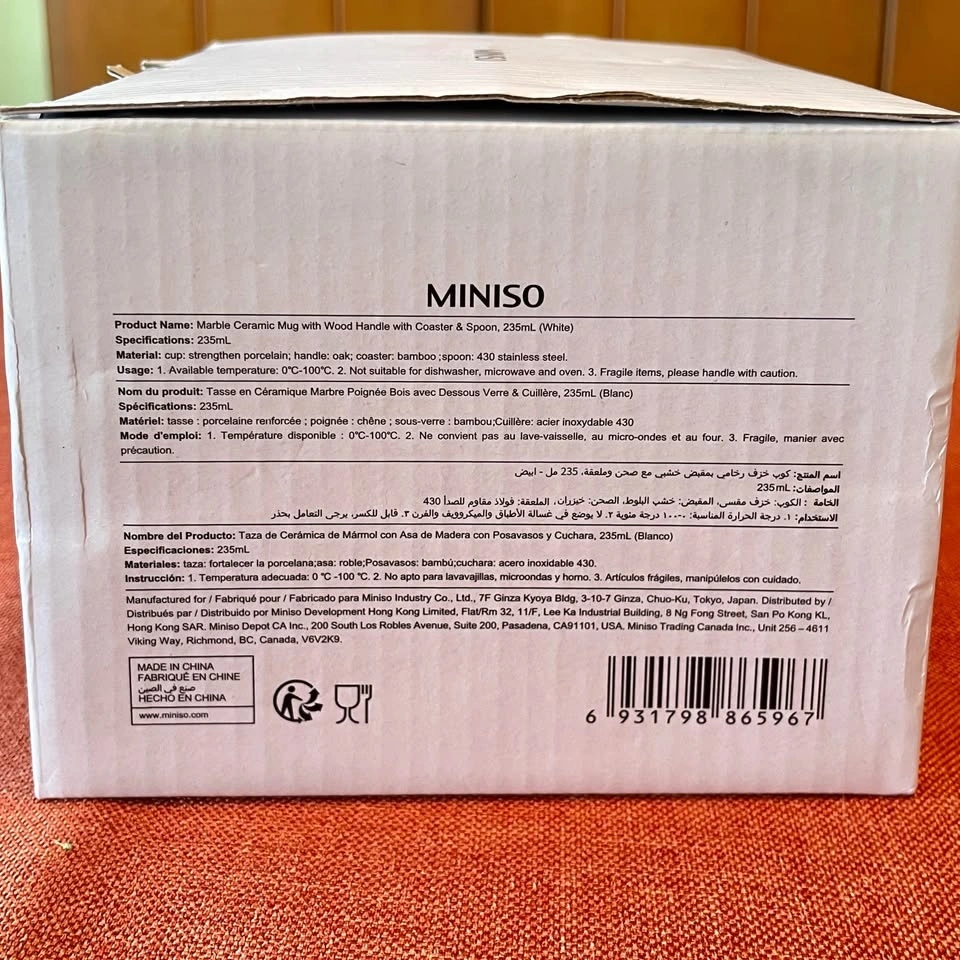 MINISO
Product Name: Marble Ceramic Mug with Wood Handle with Coaster & Spoon, 235mL (White)
Specifications: 235mL
Material: cup: strengthen porcelain; handle: oak; coaster: bamboo ;spoon: 430 stainless steel.
Usage: 1. Available temperature: 0℃-100℃. 2. Not suitable for dishwasher, microwave and oven. 3. Fragile items, please handle with caution.
Nom du produit: Tasse en Céramique Marbre Poignée Bois avec Dessous Verre & Cuillère, 235mL (Blanc)
Spécifications: 235mL
Matériel: tasse : porcelaine renforcée ; poignée : chêne ; sous-verre : bambou;Cuillère: acier inoxydable 430
Mode d'emploi: 1. Température disponible : 0℃-100℃. 2. Ne convient pas au lave-vaisselle, au micro-ondes et au four. 3. Fragile, manier avec
précaution.
اسم المنتج: كوب خزف رخامي بمقبض خشبي مع صحن وملعقة، 235 مل - ابيض
المواصفات: 235mL
الخامة : الكوب: خزف مقسى، المقبض: خشب البلوط، الصحن: خيزران، الملعقة: فولاذ مقاوم للصدأ 430
الاستخدام: ١. درجة الحرارة المناسبة: ٠-١٠٠ درجة مئوية ٢. لا يوضع في غسالة الأطباق والميكروويف والفرن ٣. قابل للكسر، يرجى التعامل بحذر
Nombre del Producto: Taza de Cerámica de Mármol con Asa de Madera con Posavasos y Cuchara, 235mL (Blanco)
Especificaciones: 235mL
Materiales: taza: fortalecer la porcelana;asa: roble;Posavasos: bambú;cuchara: acero inoxidable 430.
Instrucción: 1. Temperatura adecuada: 0 ℃ -100 ℃. 2. No apto para lavavajillas, microondas y horno. 3. Artículos frágiles, manipúlelos con cuidado.
Manufactured for / Fabriqué pour / Fabricado para Miniso Industry Co., Ltd., 7F Ginza Kyoya Bldg, 3-10-7 Ginza, Chuo-Ku, Tokyo, Japan. Distributed by /
Distribués par / Distribuido por Miniso Development Hong Kong Limited, Flat/Rm 32, 11/F, Lee Ka Industrial Building, 8 Ng Fong Street, San Po Kong KL,
Hong Kong SAR. Miniso Depot CA Inc., 200 South Los Robles Avenue, Suite 200, Pasadena, CA91101, USA. Miniso Trading Canada Inc., Unit 256 – 4611
Viking Way, Richmond, BC, Canada, V6V2K9.
MADE IN CHINA
FABRIQUÉ EN CHINE
صنع في الصين
HECHO EN CHINA
www.miniso.com
6 931798 865967